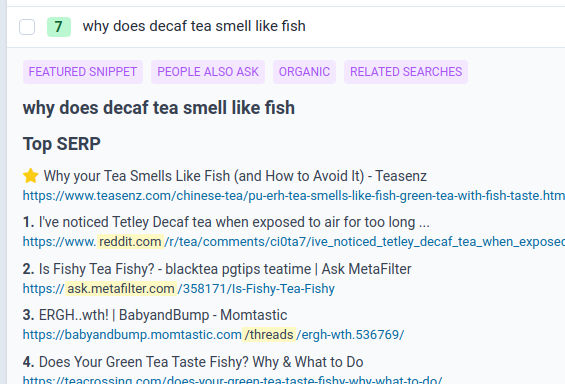 7 why does decaf tea smell like fish
FEATURED SNIPPET PEOPLE ALSO ASK ORGANIC RELATED SEARCHES
why does decaf tea smell like fish
Top SERP
Why your Tea Smells Like Fish (and How to Avoid It) - Teasenz
https://www.teasenz.com/chinese-tea/pu-erh-tea-smells-like-fish-green-tea-with-fish-taste.htm
1. I've noticed Tetley Decaf tea when exposed to air for too long ...
https://www.reddit.com/r/tea/comments/ci0ta7/ive_noticed_tetley_decaf_tea_when_exposed
2. Is Fishy Tea Fishy? - blacktea pgtips teatime | Ask MetaFilter
https://ask.metafilter.com/358171/Is-Fishy-Tea-Fishy
3. ERGH..wth! | BabyandBump - Momtastic
https://babyandbump.momtastic.com/threads/ergh-wth.536769/
4. Does Your Green Tea Taste Fishy? Why & What to Do
https://teacrossing.com/does-your-green-tea-taste-fishy-why-what-to-do/